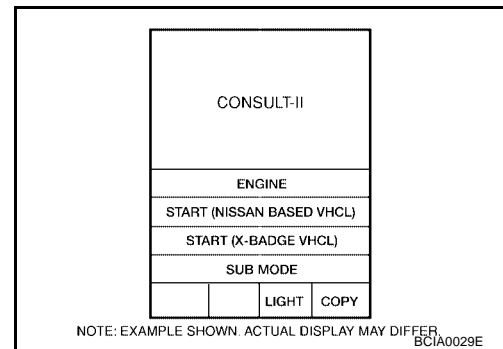 CONSULT-II
ENGINE
START (NISSAN BASED VHCL)
START (X-BADGE VHCL)
SUB MODE
LIGHT COPY
NOTE: EXAMPLE SHOWN. ACTUAL DISPLAY MAY DIFFER.
BCIA0029E